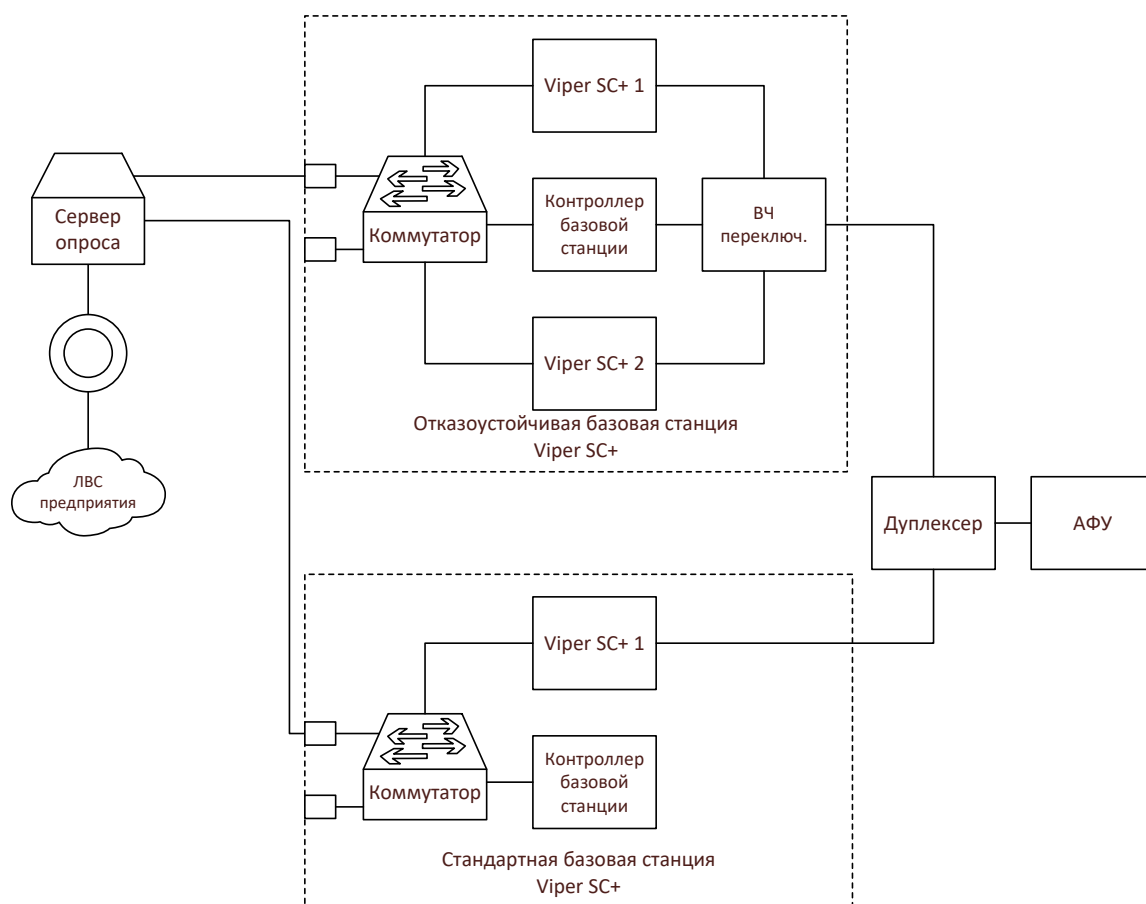 Viper SC+ 1
Сервер
опроса
Коммутатор
Контроллер
базовой
станции
ВЧ
переключ.
Viper SC+ 2
Отказоустойчивая базовая станция
Viper SC+
ЛВС
предприятия
Дуплексер
АФУ
Viper SC+ 1
Коммутатор
Контроллер
базовой
станции
Стандартная базовая станция
Viper SC+